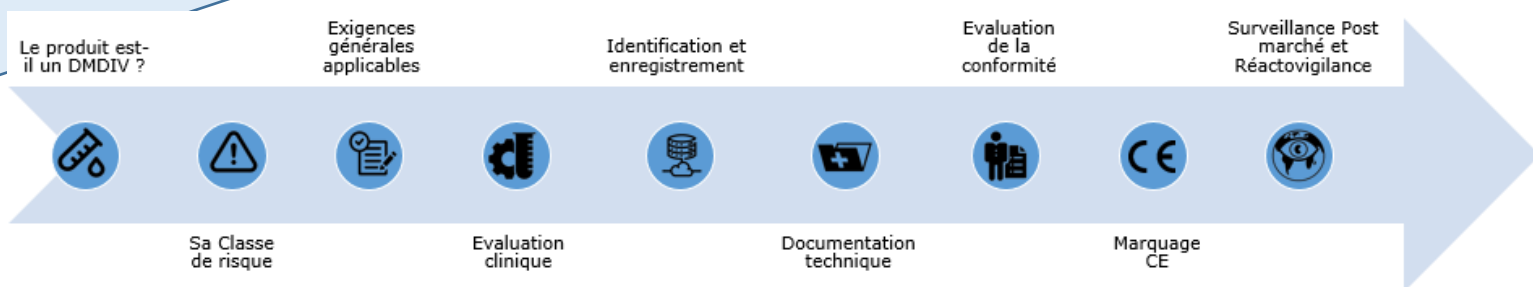 Le produit est-
il un DMDIV ?
Sa Classe
de risque
Exigences
générales
applicables
Evaluation
clinique
Identification et
enregistrement
Documentation
technique
Evaluation
de la
conformité
CE
Marquage
CE
Surveillance Post
marché et
Réactovigilance